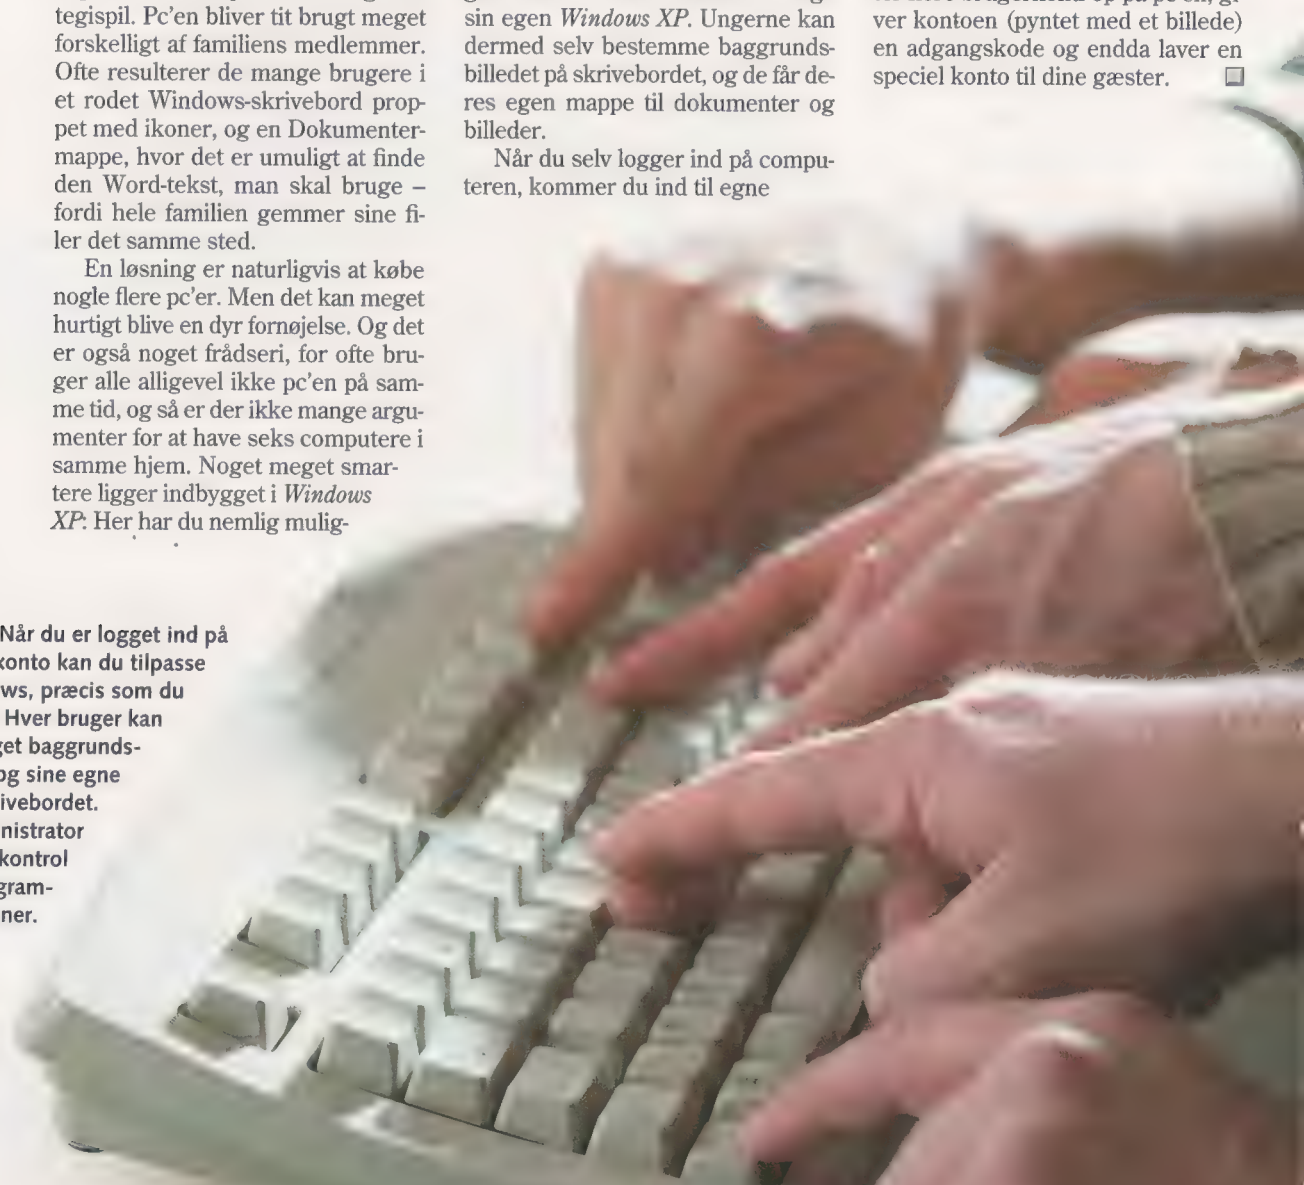 tegispil. Pc'en bliver tit brugt meget
forskelligt af familiens medlemmer.
Ofte resulterer de mange brugere i
et rodet Windows-skrivebord prop-
pet med ikoner, og en Dokumenter-
mappe, hvor det er umuligt at finde
den Word-tekst, man skal bruge –
fordi hele familien gemmer sine fi-
ler det samme sted.
En løsning er naturligvis at købe
nogle flere pc'er. Men det kan meget
hurtigt blive en dyr fornøjelse. Og det
er også noget frådseri, for ofte bru-
ger alle alligevel ikke pc'en på sam-
me tid, og så er der ikke mange argu-
menter for at have seks computere i
samme hjem. Noget meget smar-
tere ligger indbygget i Windows
XP: Her har du nemlig mulig-
sin egen Windows XP. Ungerne kan
dermed selv bestemme baggrunds-
billedet på skrivebordet, og de får de-
res egen mappe til dokumenter og
billeder.
Når du selv logger ind på compu-
teren, kommer du ind til egne
ver kontoen (pyntet med et billede)
en adgangskode og endda laver en
speciel konto til dine gæster.
Når du er logget ind på
konto kan du tilpasse
ws, præcis som du
Hver bruger kan
get baggrunds-
og sine egne
ivebordet.
nistrator
kontrol
gram-
ner.